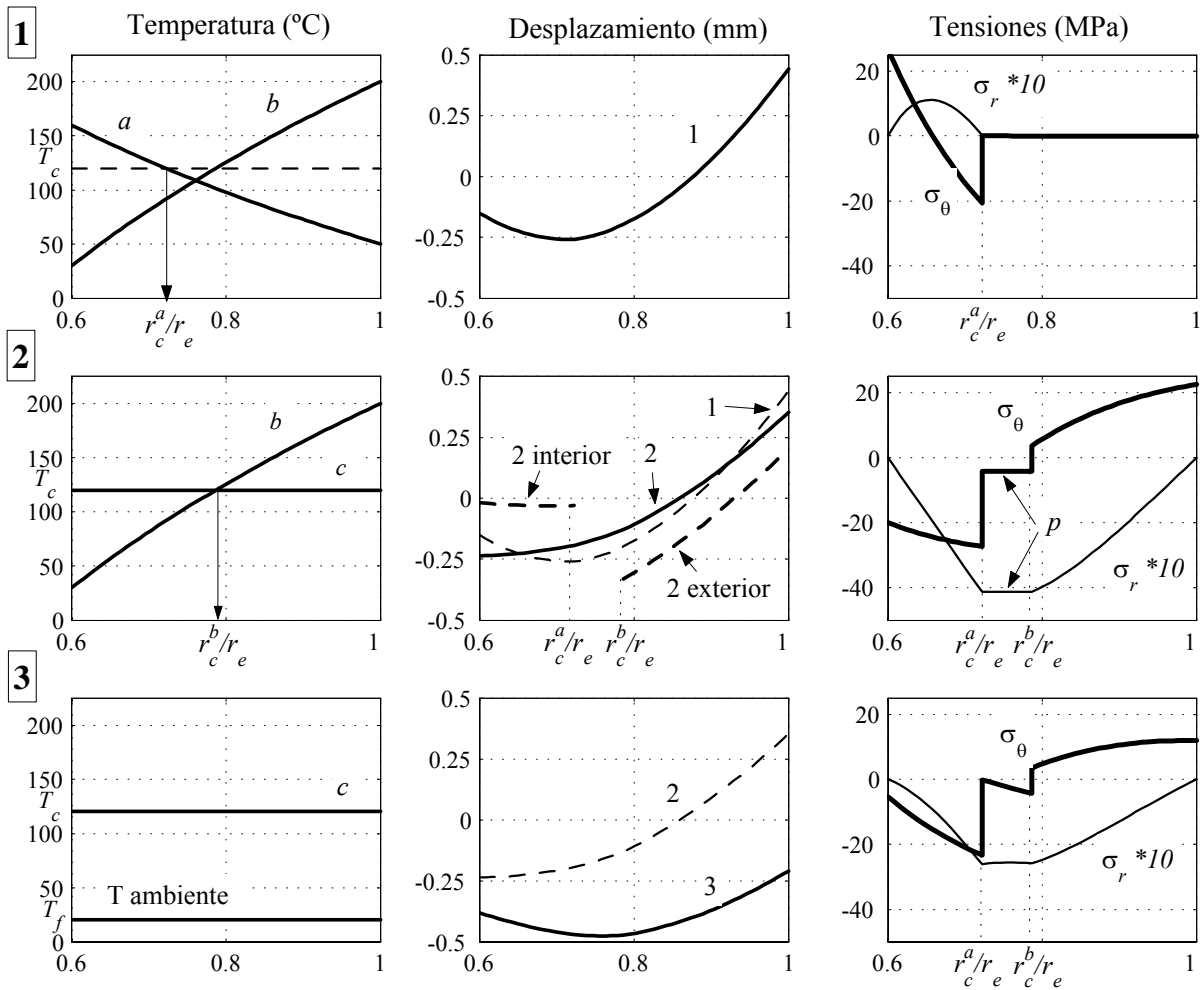 1
Temperatura (ºC)
Desplazamiento (mm)
Tensiones (MPa)
200
150
T_c
100
50
0
a
b
0.6
r_c^a/r_e
0.8
1
0.5
0.25
0
-0.25
-0.5
1
0.6
0.8
1
20
0
-20
-40
σ_r *10
σ_θ
0.6
r_c^a/r_e
0.8
1
2
200
150
T_c
100
50
0
b
c
0.6
r_c^b/r_e
1
0.5
0.25
0
-0.25
-0.5
1
2 interior
2
2 exterior
0.6
r_c^a/r_e
r_c^b/r_e
1
20
0
-20
-40
σ_θ
p
σ_r *10
0.6
r_c^a/r_e
r_c^b/r_e
1
3
200
150
T_c
100
50
T_f
0
c
T ambiente
0.6
0.8
1
0.5
0.25
0
-0.25
-0.5
2
3
0.6
0.8
1
20
0
-20
-40
σ_θ
σ_r *10
0.6
r_c^a/r_e
r_c^b/r_e
1